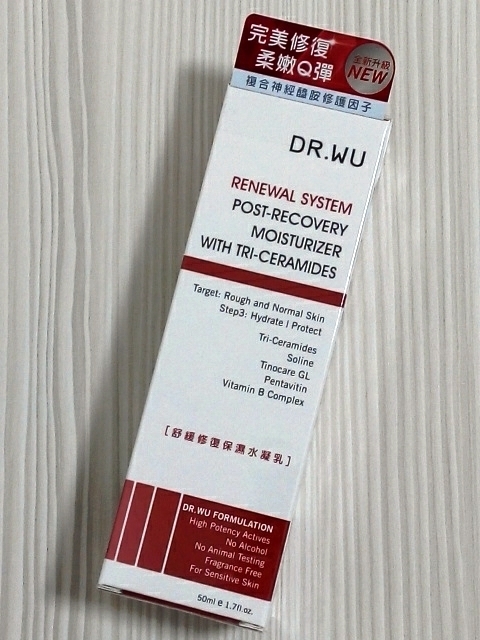 完美修復
柔嫩Q彈
全新升級
NEW
複合神經醯胺修護因子
DR.WU
RENEWAL SYSTEM
POST-RECOVERY
MOISTURIZER
WITH TRI-CERAMIDES
Target: Rough and Normal Skin
Step3: Hydrate I Protect
Tri-Ceramides
Soline
Tinocare GL
Pentavitin
Vitamin B Complex
[舒緩修復保濕水凝乳]
DR.WU FORMULATION
High Potency Actives
No Alcohol
No Animal Testing
Fragrance Free
For Sensitive Skin
50ml e 1.7fl oz.